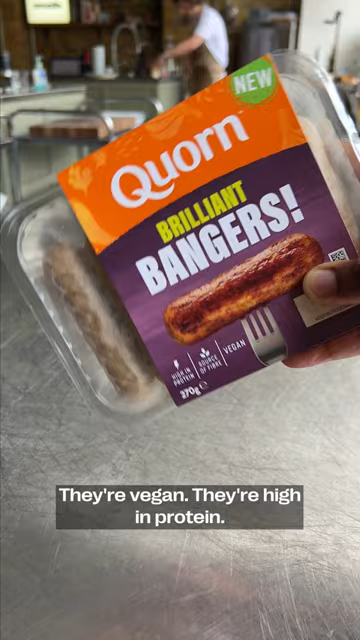 NEW
Quorn
BRILLIANT
BANGERS!
HIGH IN
PROTEIN
SOURCE
OF FIBRE
VEGAN
370g e
They're vegan. They're high
in protein.